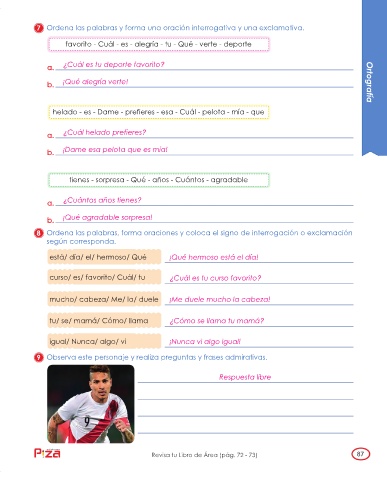 7 Ordena las palabras y forma una oración interrogativa y una exclamativa.
favorito - Cuál - es - alegría - tu - Qué - verte - deporte
a. ¿Cuál es tu deporte favorito?
b. ¡Qué alegría verte!
helado - es - Dame - prefieres - esa - Cuál - pelota - mía - que
a. ¿Cuál helado prefieres?
b. ¡Dame esa pelota que es mía!
tienes - sorpresa - Qué - años - Cuántos - agradable
a. ¿Cuántos años tienes?
b. ¡Qué agradable sorpresa!
8 Ordena las palabras, forma oraciones y coloca el signo de interrogación o exclamación
según corresponda.
está/ día/ el/ hermoso/ Qué
¡Qué hermoso está el día!
curso/ es/ favorito/ Cuál/ tu
¿Cuál es tu curso favorito?
mucho/ cabeza/ Me/ la/ duele
¡Me duele mucho la cabeza!
tu/ se/ mamá/ Cómo/ llama
¿Cómo se llama tu mamá?
igual/ Nunca/ algo/ vi
¡Nunca vi algo igual!
9 Observa este personaje y realiza preguntas y frases admirativas.
Respuesta libre
9
Ortografía
PIZA
Revisa tu Libro de Área (pág. 72 - 75)
87